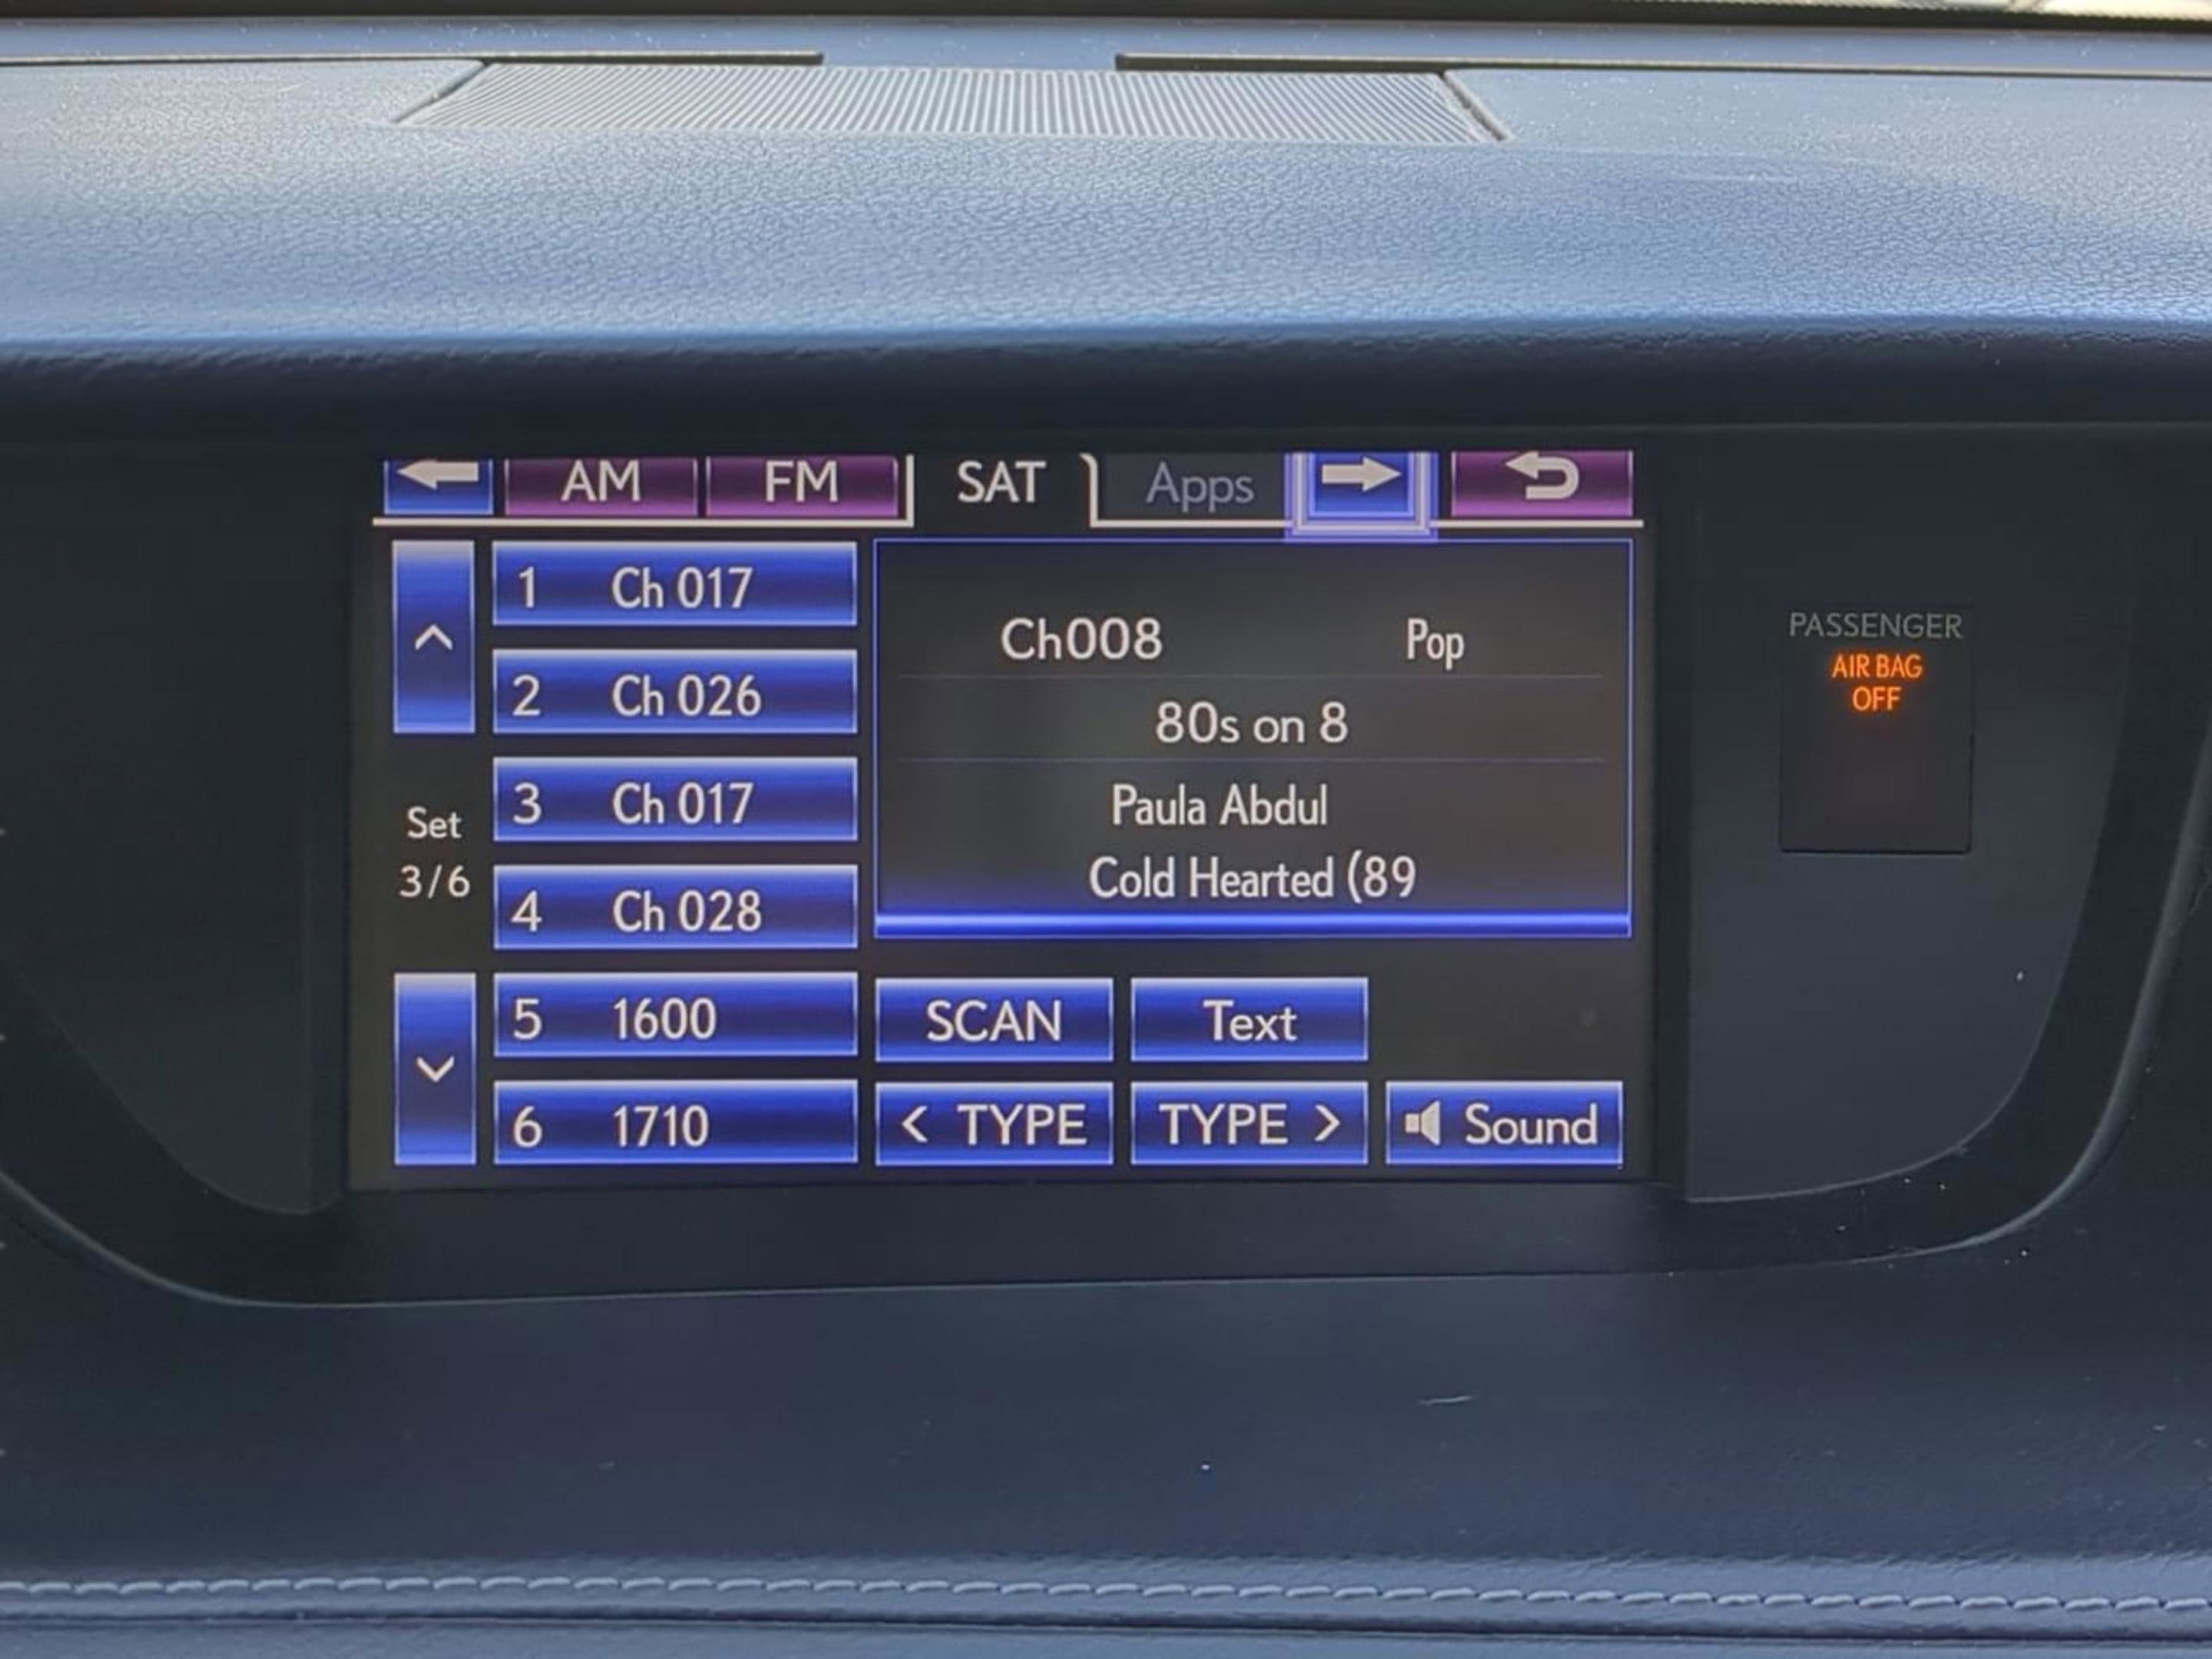 AM FM SAT Apps
1 Ch 017
2 Ch 026
3 Ch 017
4 Ch 028
5 1600
6 1710
Set
3/6
Ch008 Pop
80s on 8
Paula Abdul
Cold Hearted (89
SCAN Text
< TYPE TYPE > Sound
PASSENGER
AIR BAG
OFF